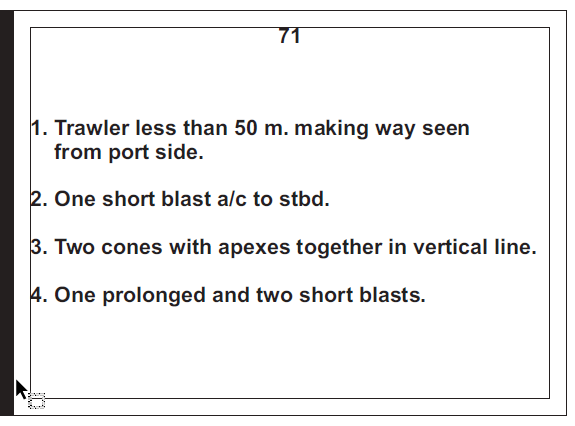 71
1. Trawler less than 50 m. making way seen
from port side.
2. One short blast a/c to stbd.
3. Two cones with apexes together in vertical line.
4. One prolonged and two short blasts.